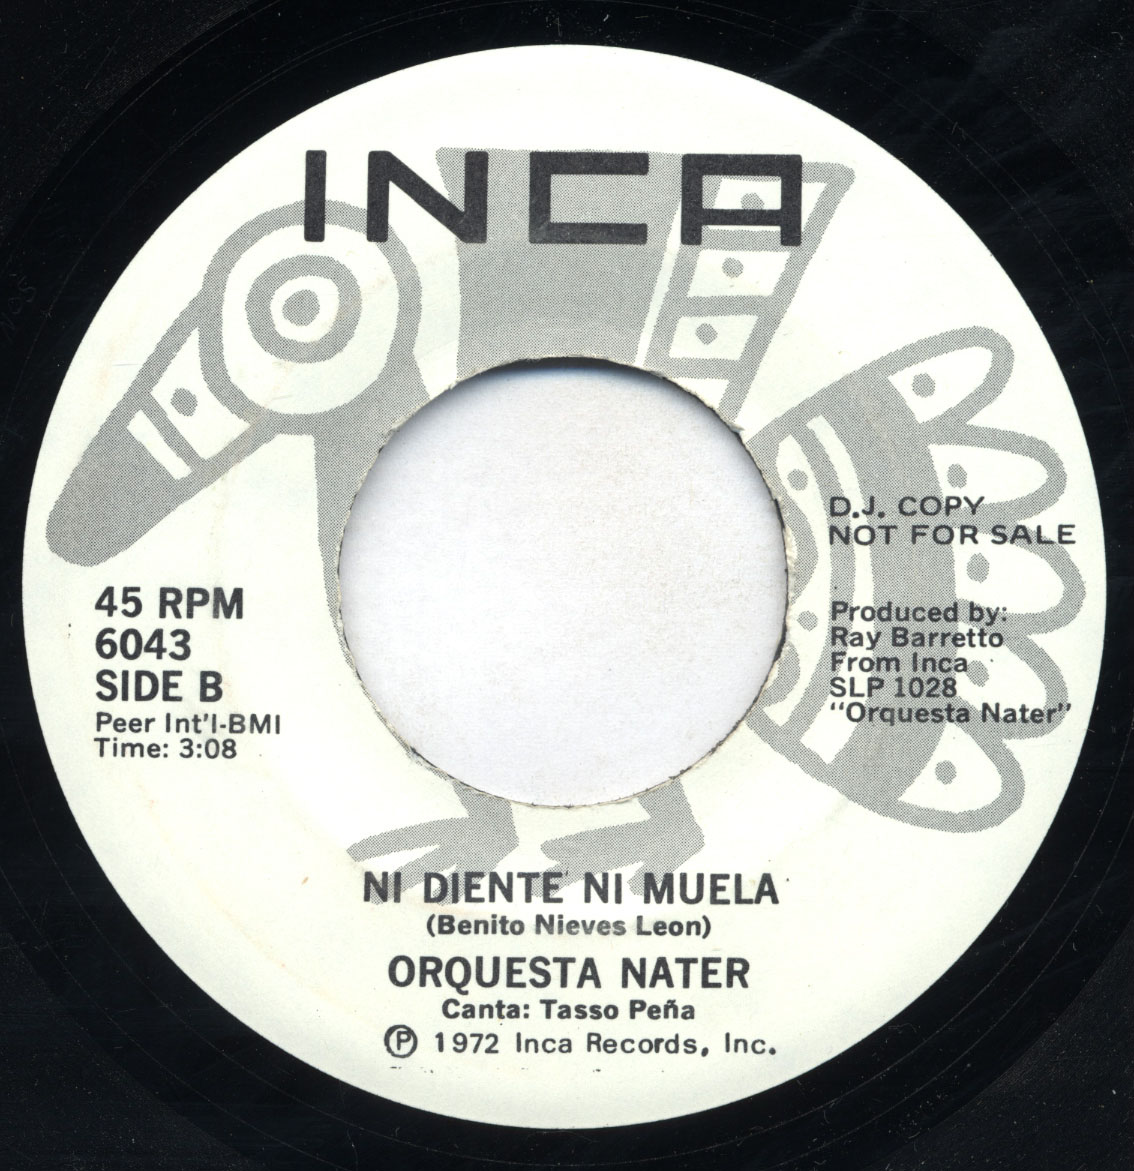 INCA
D.J. COPY
NOT FOR SALE
45 RPM
6043
SIDE B
Peer Int'l-BMI
Time: 3:08
Produced by:
Ray Barretto
From Inca
SLP 1028
"Orquesta Nater"
NI DIENTE NI MUELA
(Benito Nieves Leon)
ORQUESTA NATER
Canta: Tasso Peña
Ⓟ 1972 Inca Records, Inc.